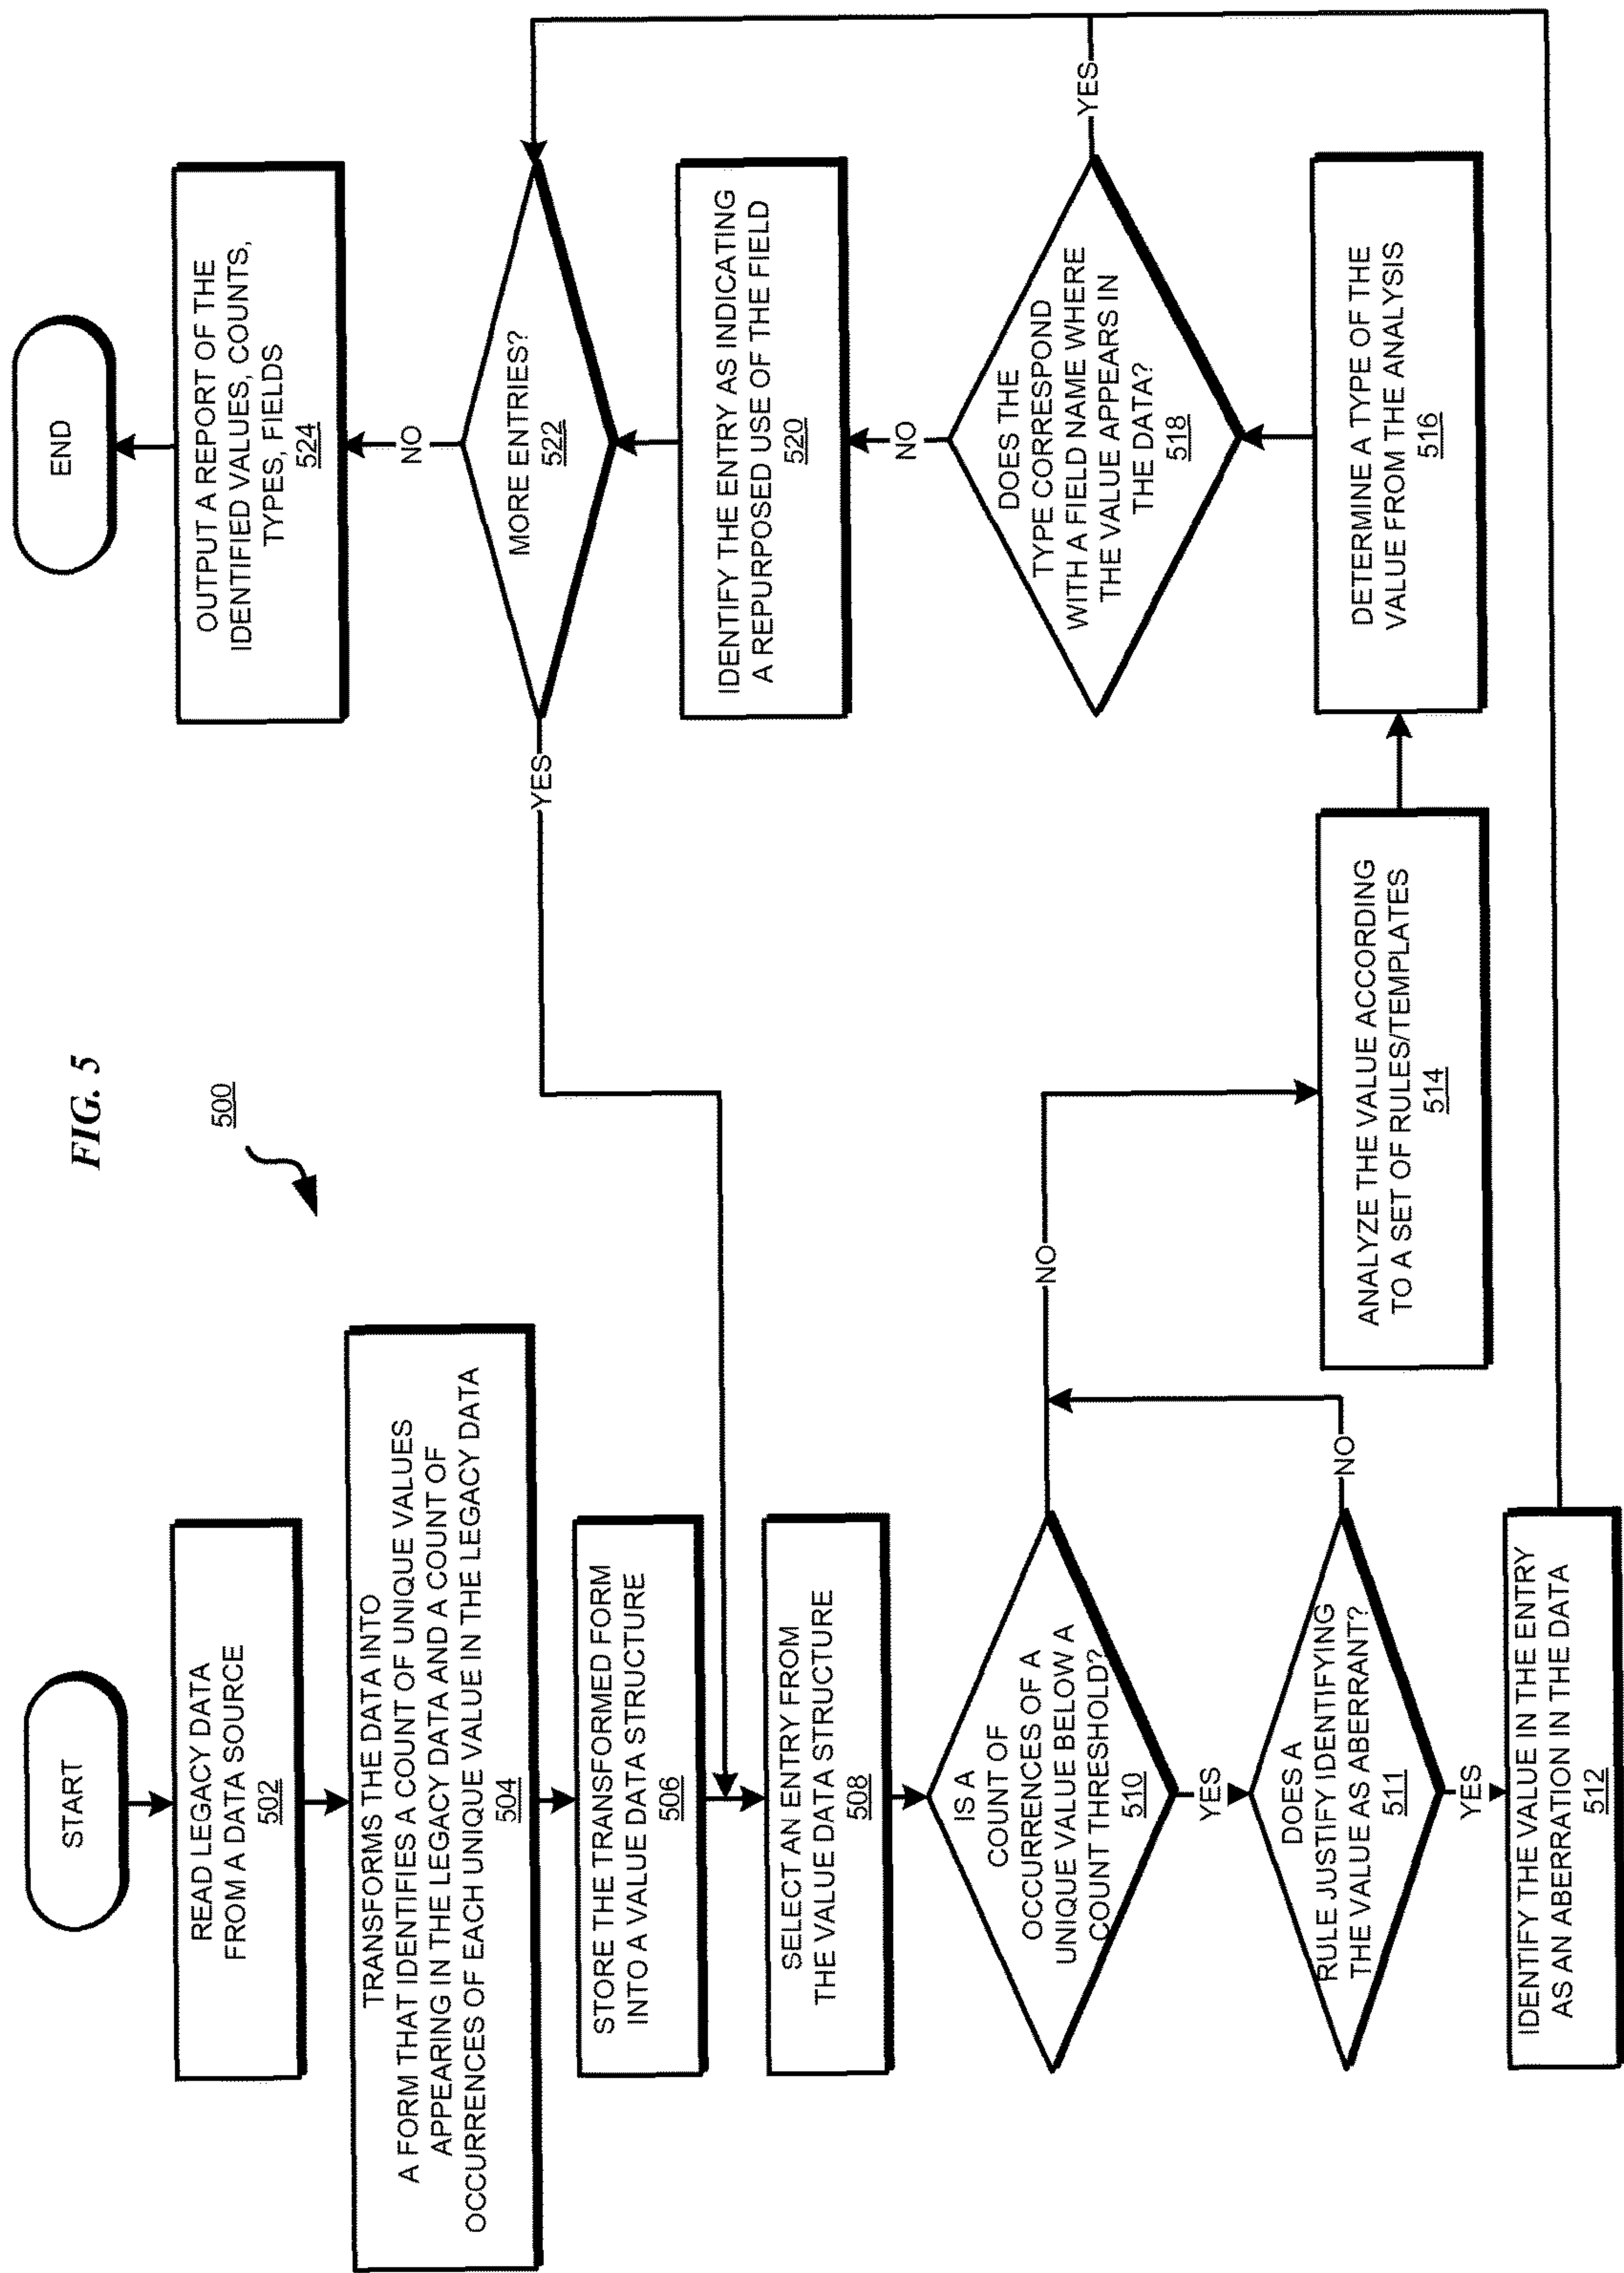 FIG. 5
500
START
READ LEGACY DATA
FROM A DATA SOURCE
502
TRANSFORMS THE DATA INTO
A FORM THAT IDENTIFIES A COUNT OF UNIQUE VALUES
APPEARING IN THE LEGACY DATA AND A COUNT OF
OCCURRENCES OF EACH UNIQUE VALUE IN THE LEGACY DATA
504
STORE THE TRANSFORMED FORM
INTO A VALUE DATA STRUCTURE
506
SELECT AN ENTRY FROM
THE VALUE DATA STRUCTURE
508
IS A
COUNT OF
OCCURRENCES OF A
UNIQUE VALUE BELOW A
COUNT THRESHOLD?
510
NO
YES
DOES A
RULE JUSTIFY IDENTIFYING
THE VALUE AS ABERRANT?
511
NO
YES
IDENTIFY THE VALUE IN THE ENTRY
AS AN ABERRATION IN THE DATA
512
ANALYZE THE VALUE ACCORDING
TO A SET OF RULES/TEMPLATES
514
DETERMINE A TYPE OF THE
VALUE FROM THE ANALYSIS
516
DOES THE
TYPE CORRESPOND
WITH A FIELD NAME WHERE
THE VALUE APPEARS IN
THE DATA?
518
YES
NO
IDENTIFY THE ENTRY AS INDICATING
A REPURPOSED USE OF THE FIELD
520
MORE ENTRIES?
522
YES
NO
OUTPUT A REPORT OF THE
IDENTIFIED VALUES, COUNTS,
TYPES, FIELDS
524
END